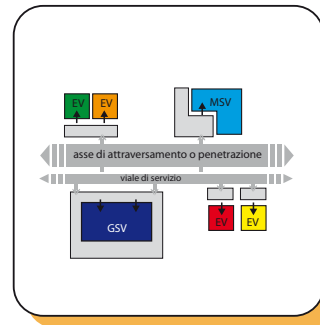 EV EV MSV
asse di attraversamento o penetrazione
viale di servizio
GSV EV EV